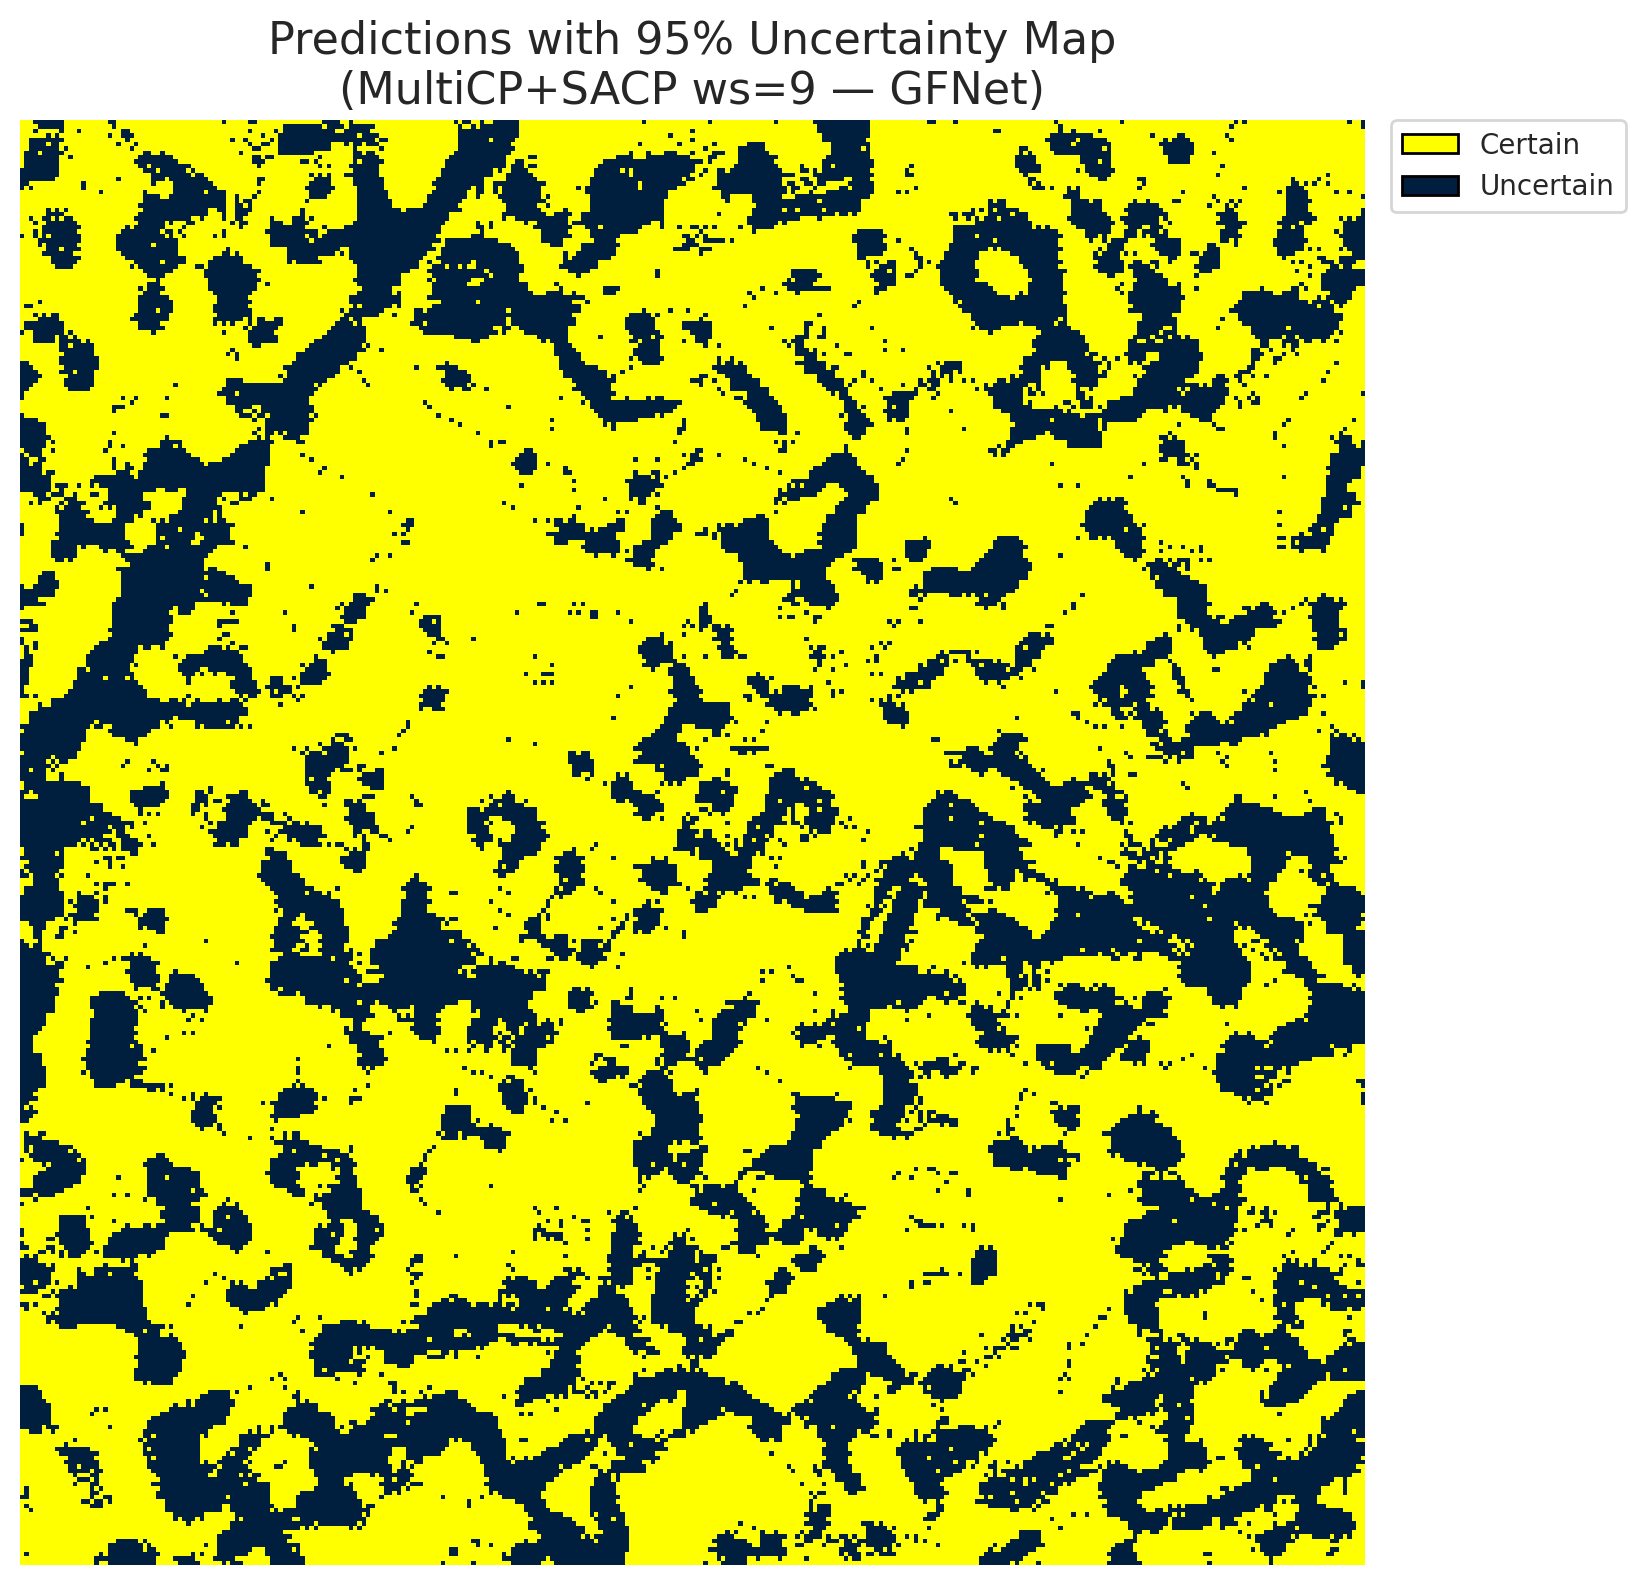 Predictions with 95% Uncertainty Map
(MultiCP+SACP ws=9 — GFNet)
Certain
Uncertain